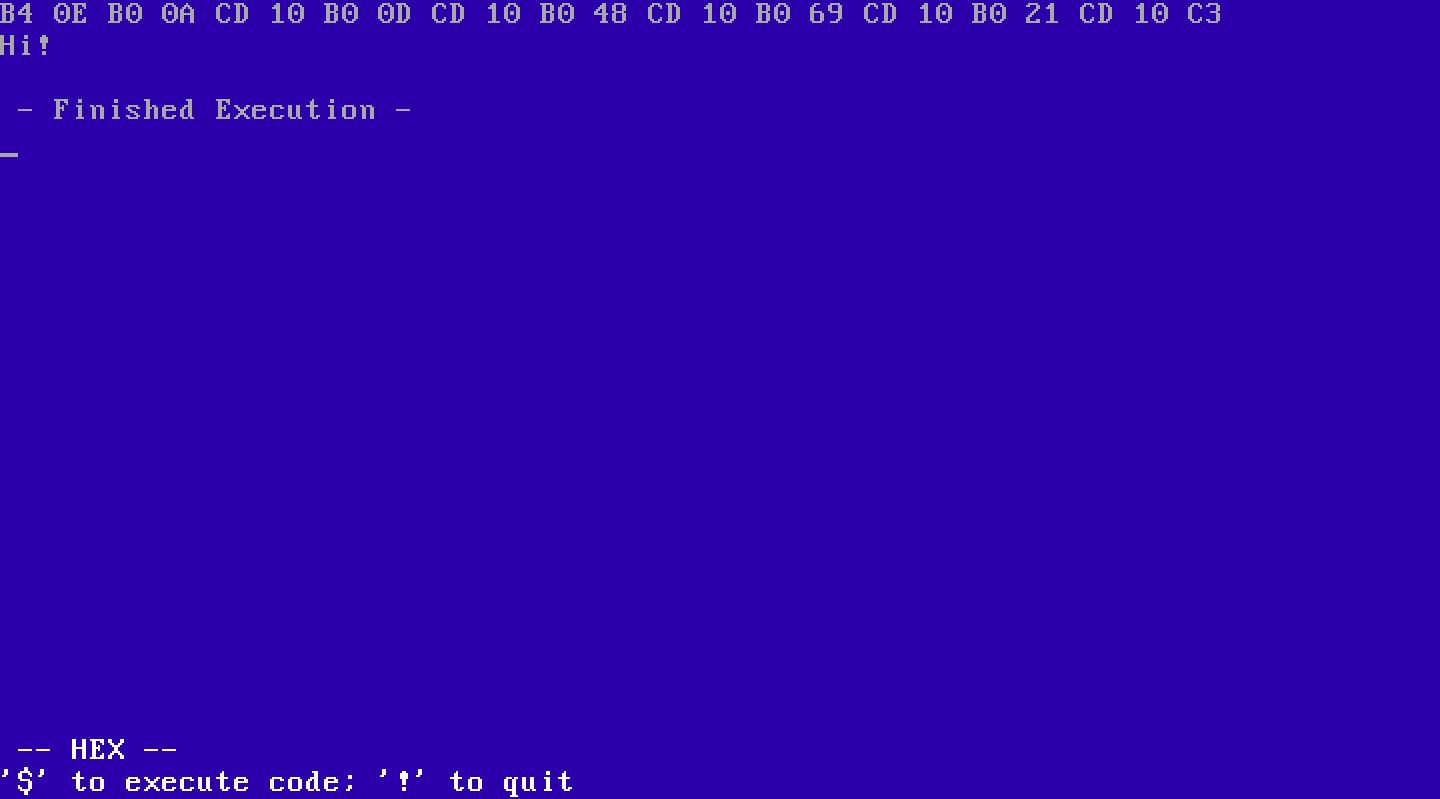 B4 0E B0 0A CD 10 B0 0D CD 10 B0 48 CD 10 B0 69 CD 10 B0 21 CD 10 C3
Hi!
- Finished Execution -
-- HEX --
'$' to execute code; '!' to quit